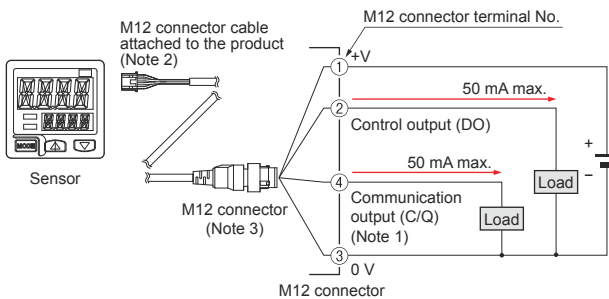 M12 connector cable
attached to the product
(Note 2)
M12 connector terminal No.
1
+V
50 mA max.
2
Control output (DO)
50 mA max.
4
Communication
output (C/Q)
(Note 1)
Load
Load
+
−
3
0 V
MODE
Sensor
M12 connector
(Note 3)
M12 connector